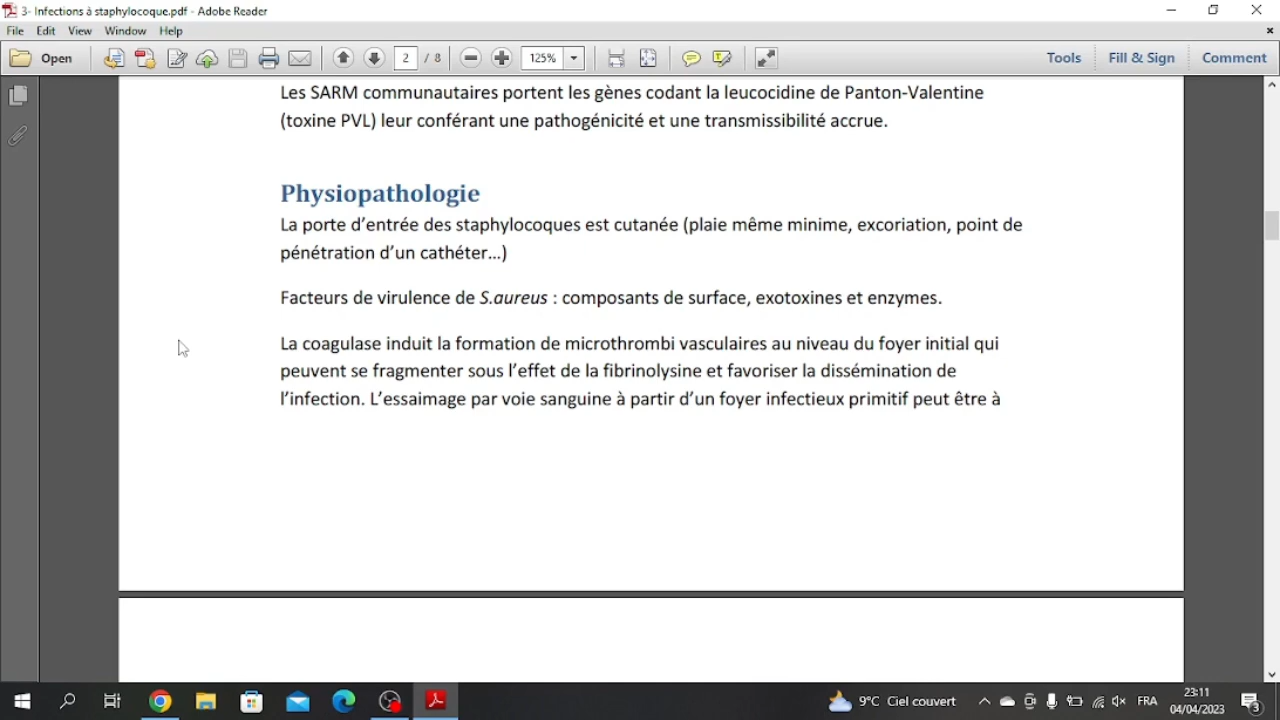 3- Infections à staphylocoque.pdf - Adobe Reader
File Edit View Window Help
Open 2 / 8 125% Tools Fill & Sign Comment
Les SARM communautaires portent les gènes codant la leucocidine de Panton-Valentine
(toxine PVL) leur conférant une pathogénicité et une transmissibilité accrue.
Physiopathologie
La porte d’entrée des staphylocoques est cutanée (plaie même minime, excoriation, point de
pénétration d’un cathéter…)
Facteurs de virulence de S.aureus : composants de surface, exotoxines et enzymes.
La coagulase induit la formation de microthrombi vasculaires au niveau du foyer initial qui
peuvent se fragmenter sous l’effet de la fibrinolysine et favoriser la dissémination de
l’infection. L’essaimage par voie sanguine à partir d’un foyer infectieux primitif peut être à
9°C Ciel couvert FRA 23:11
04/04/2023 3